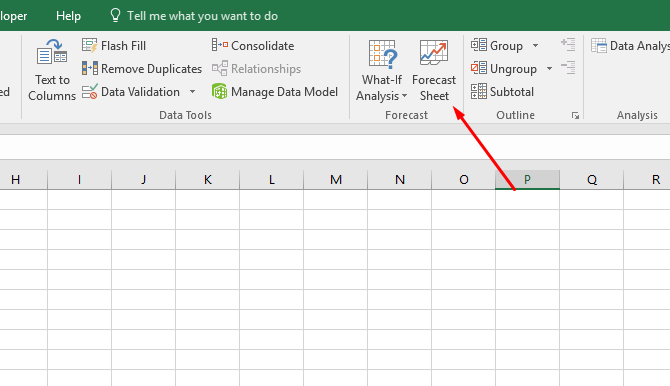 loper Help Tell me what you want to do
Flash Fill Consolidate Group Data Analys
Text to Columns Remove Duplicates Relationships What-If Analysis Forecast Sheet Ungroup
ed Data Validation Manage Data Model Subtotal
Data Tools Forecast Outline Analysis
H I J K L M N O P Q R